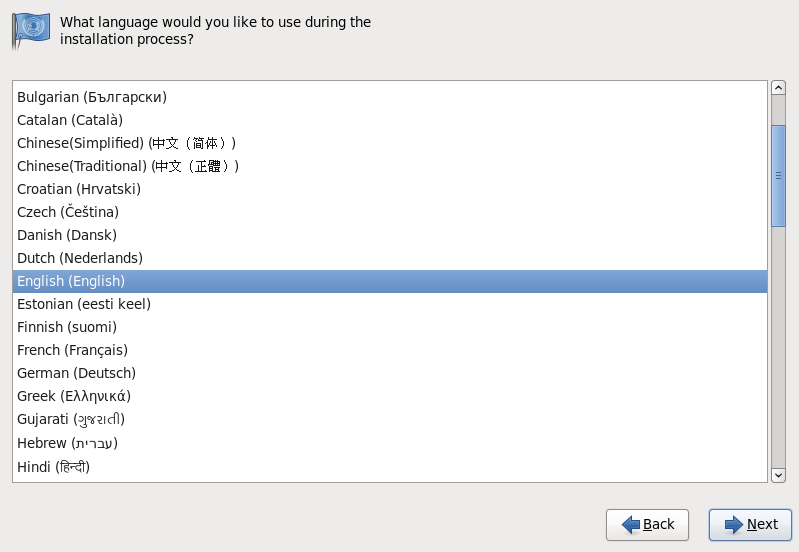 What language would you like to use during the
installation process?
Bulgarian (Български)
Catalan (Català)
Chinese(Simplified) (中文（简体）)
Chinese(Traditional) (中文（正體）)
Croatian (Hrvatski)
Czech (Čeština)
Danish (Dansk)
Dutch (Nederlands)
English (English)
Estonian (eesti keel)
Finnish (suomi)
French (Français)
German (Deutsch)
Greek (Ελληνικά)
Gujarati (ગુજરાતી)
Hebrew (עברית)
Hindi (हिन्दी)
Back
Next